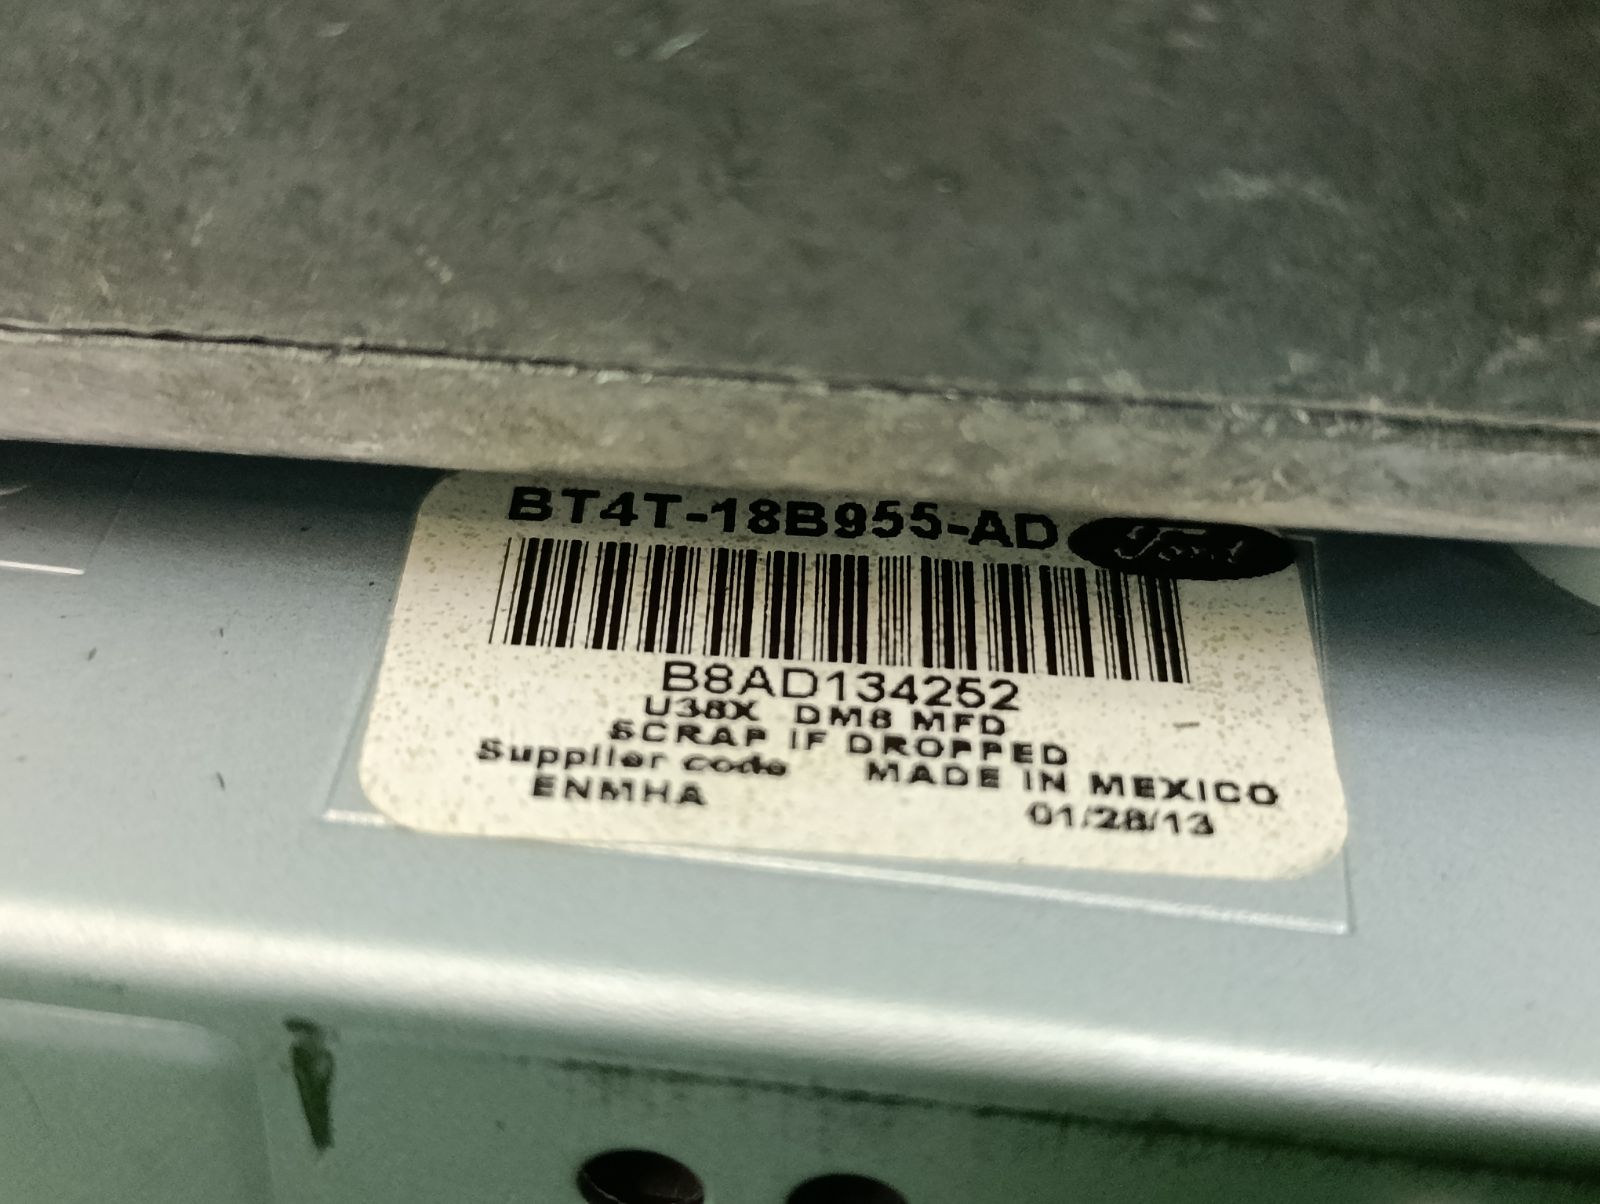 BT4T-18B955-AD Ford
B8AD134252
U38X DM8 MFD
SCRAP IF DROPPED
Supplier code MADE IN MEXICO
ENMHA 01/28/13